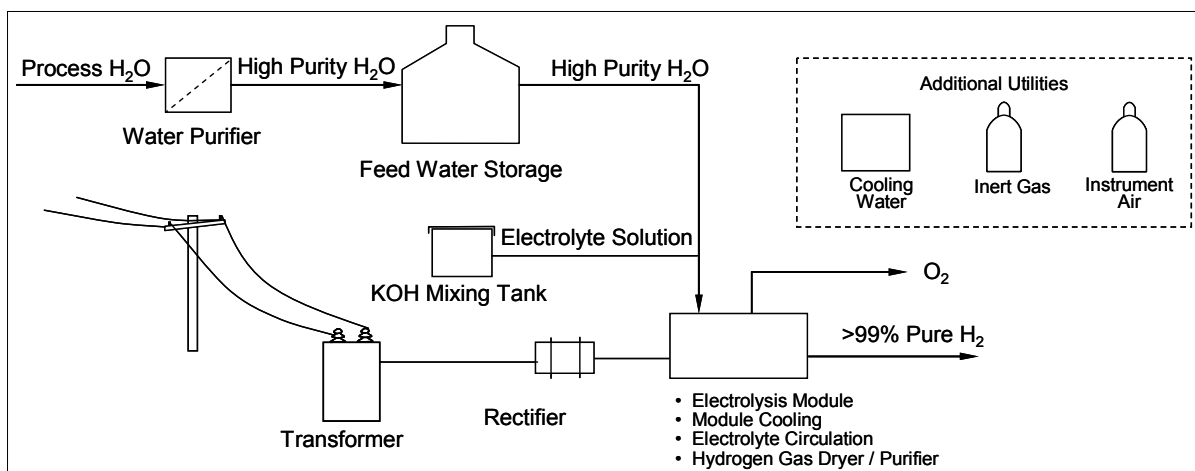 Process H₂O
High Purity H₂O
High Purity H₂O
Water Purifier
Feed Water Storage
Additional Utilities
Cooling
Water
Inert Gas
Instrument
Air
Electrolyte Solution
KOH Mixing Tank
O₂
>99% Pure H₂
Transformer
Rectifier
• Electrolysis Module
• Module Cooling
• Electrolyte Circulation
• Hydrogen Gas Dryer / Purifier